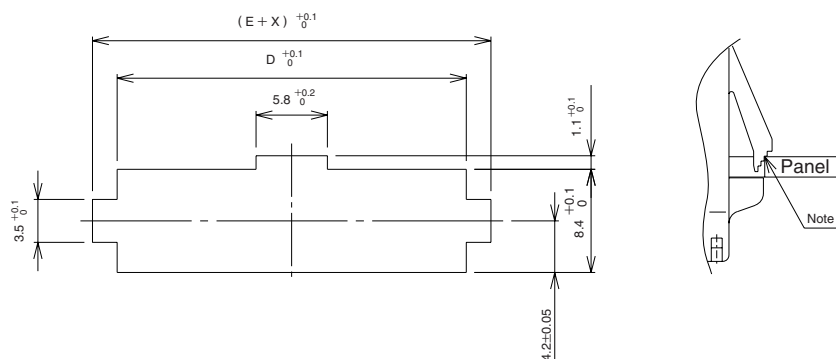 (E+X) +0.1 0
D +0.1 0
5.8 +0.2 0
1.1 +0.1 0
3.5 +0.1 0
8.4 +0.1 0
4.2±0.05
Panel
Note